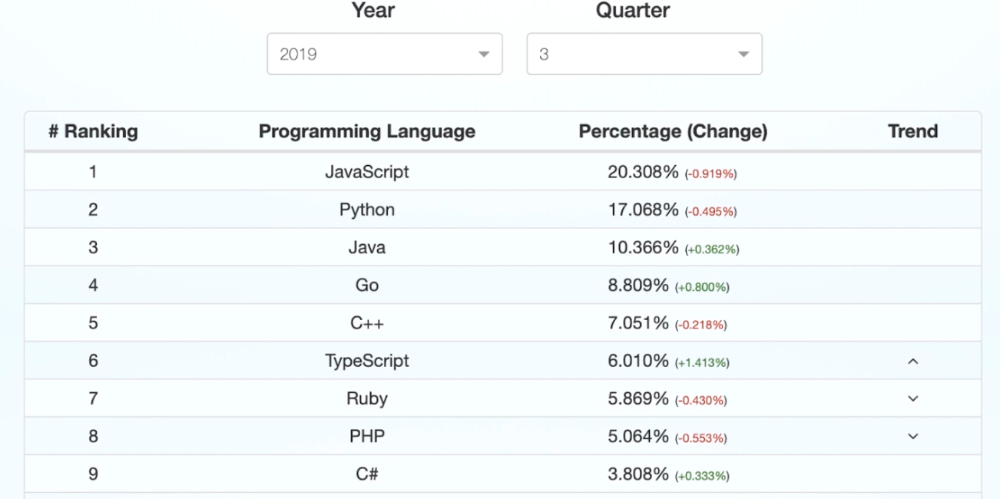 Year Quarter
2019 3
# Ranking Programming Language Percentage (Change) Trend
1 JavaScript 20.308% (-0.919%)
2 Python 17.068% (-0.495%)
3 Java 10.366% (+0.362%)
4 Go 8.809% (+0.800%)
5 C++ 7.051% (-0.218%)
6 TypeScript 6.010% (+1.413%)
7 Ruby 5.869% (-0.430%)
8 PHP 5.064% (-0.553%)
9 C# 3.808% (+0.333%)